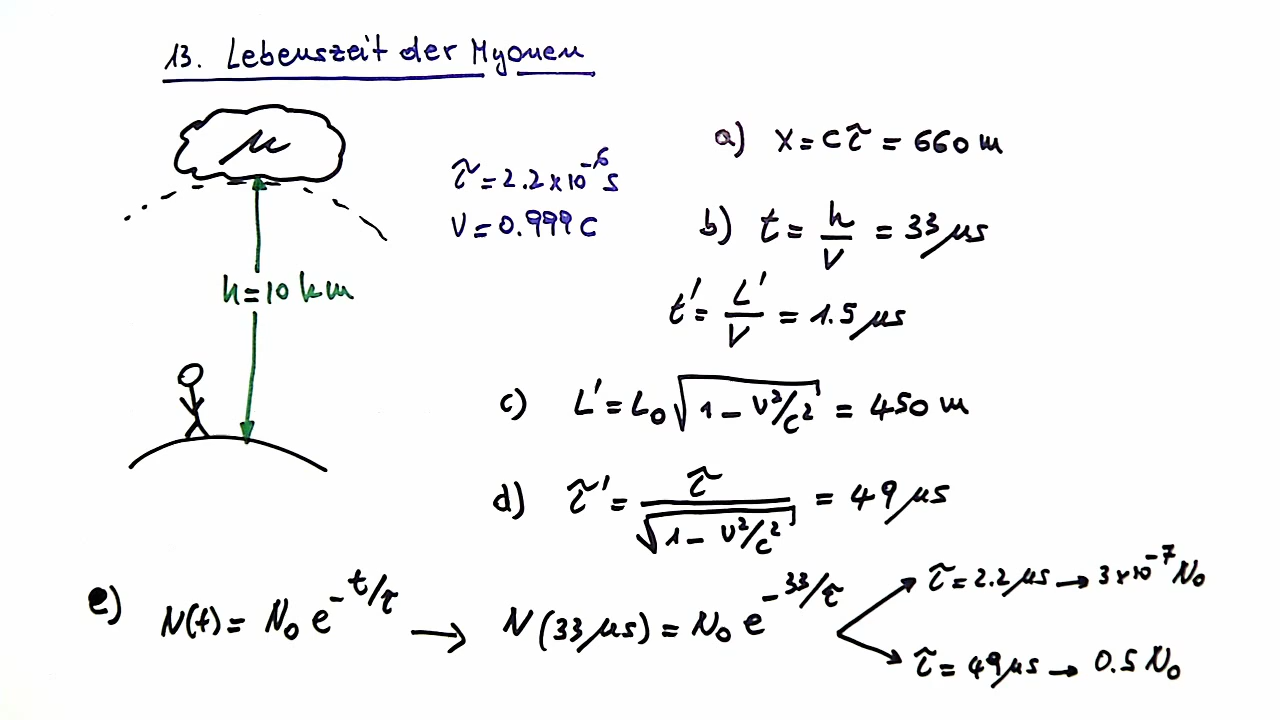 13. Lebenszeit der Myonen
μ
τ = 2.2 × 10⁻⁶ s
v = 0.999 c
h = 10 km
a) x = cτ = 660 m
b) t = h/v = 33 μs
t' = L'/v = 1.5 μs
c) L' = L₀ √(1 − v²/c²) = 450 m
d) τ' = τ/√(1 − v²/c²) = 49 μs
e) N(t) = N₀ e^(−t/τ) → N(33 μs) = N₀ e^(−33/τ)
τ = 2.2 μs → 3 × 10⁻⁷ N₀
τ = 49 μs → 0.5 N₀